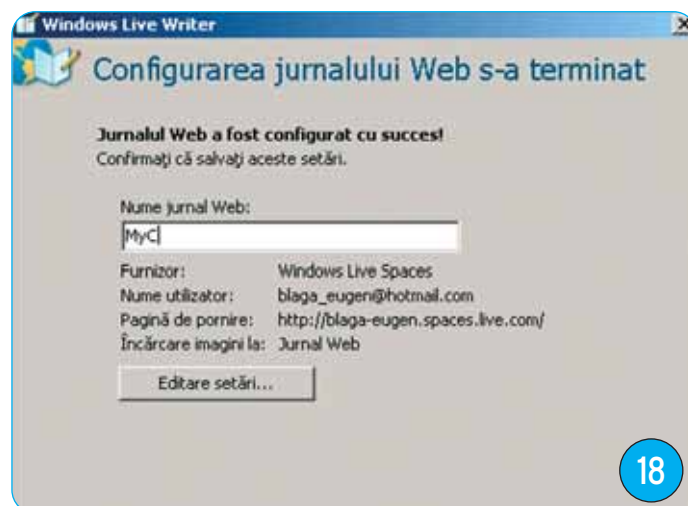 Windows Live Writer
Configurarea jurnalului Web s-a terminat
Jurnalul Web a fost configurat cu succes!
Confirmați că salvați aceste setări.
Nume jurnal Web:
MyC
Furnizor: Windows Live Spaces
Nume utilizator: blaga_eugen@hotmail.com
Pagină de pornire: http://blaga-eugen.spaces.live.com/
Încărcare imagini la: Jurnal Web
Editare setări...
18